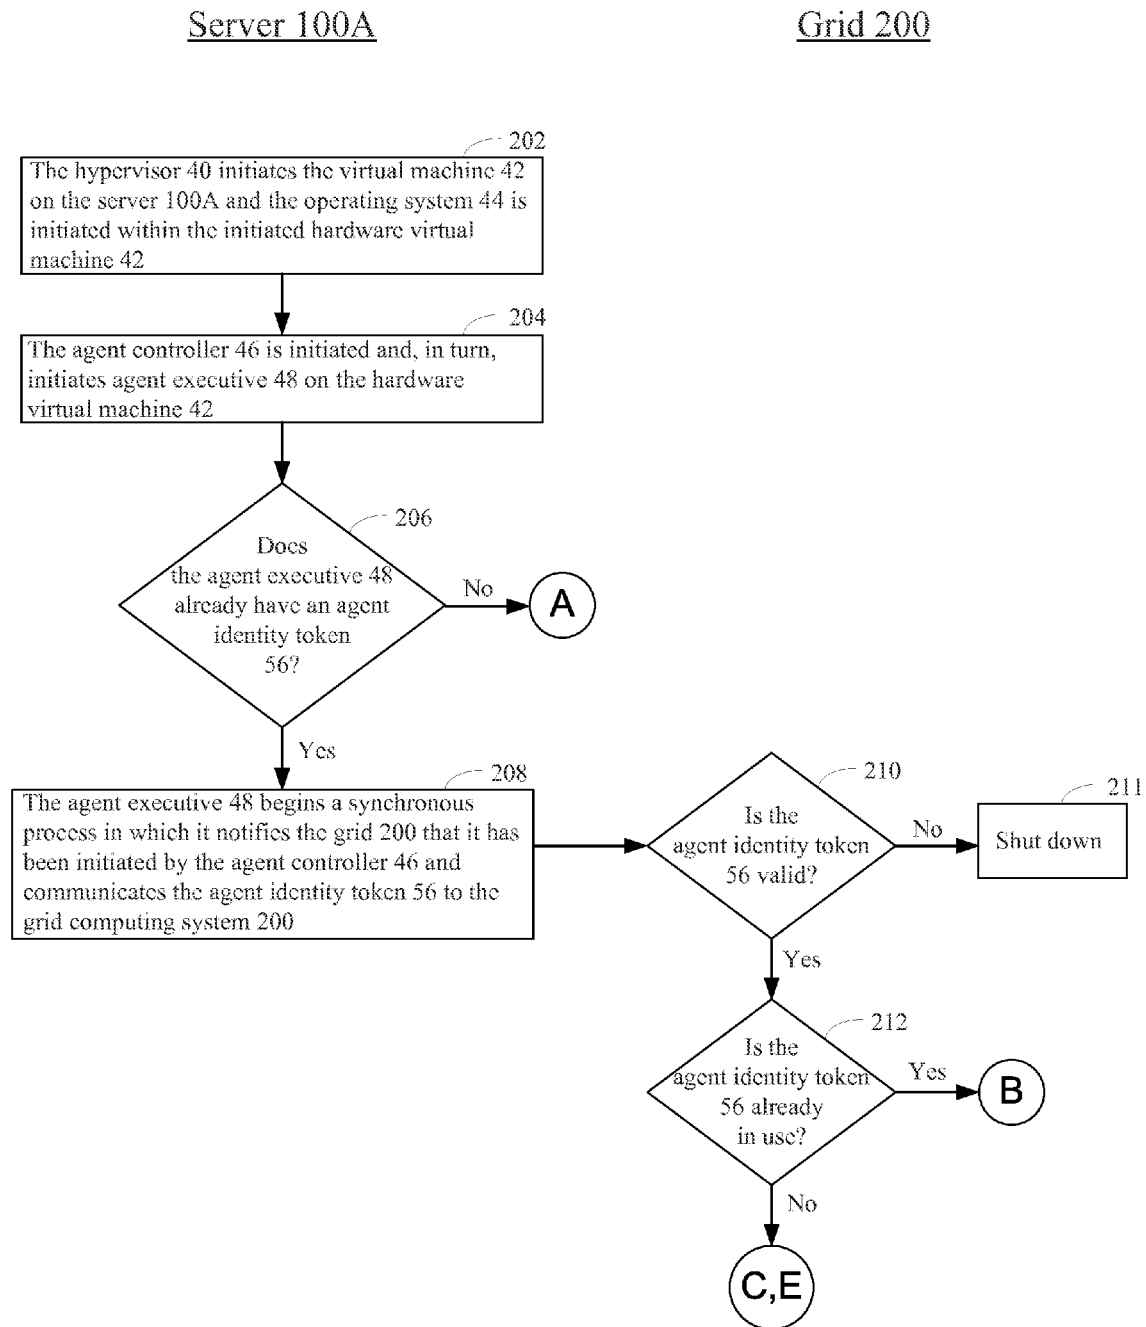 Server 100A
Grid 200
202
The hypervisor 40 initiates the virtual machine 42
on the server 100A and the operating system 44 is
initiated within the initiated hardware virtual
machine 42
204
The agent controller 46 is initiated and, in turn,
initiates agent executive 48 on the hardware
virtual machine 42
206
Does
the agent executive 48
already have an agent
identity token
56?
No
A
Yes
208
The agent executive 48 begins a synchronous
process in which it notifies the grid 200 that it has
been initiated by the agent controller 46 and
communicates the agent identity token 56 to the
grid computing system 200
210
Is the
agent identity token
56 valid?
No
211
Shut down
Yes
212
Is the
agent identity token
56 already
in use?
Yes
B
No
C,E